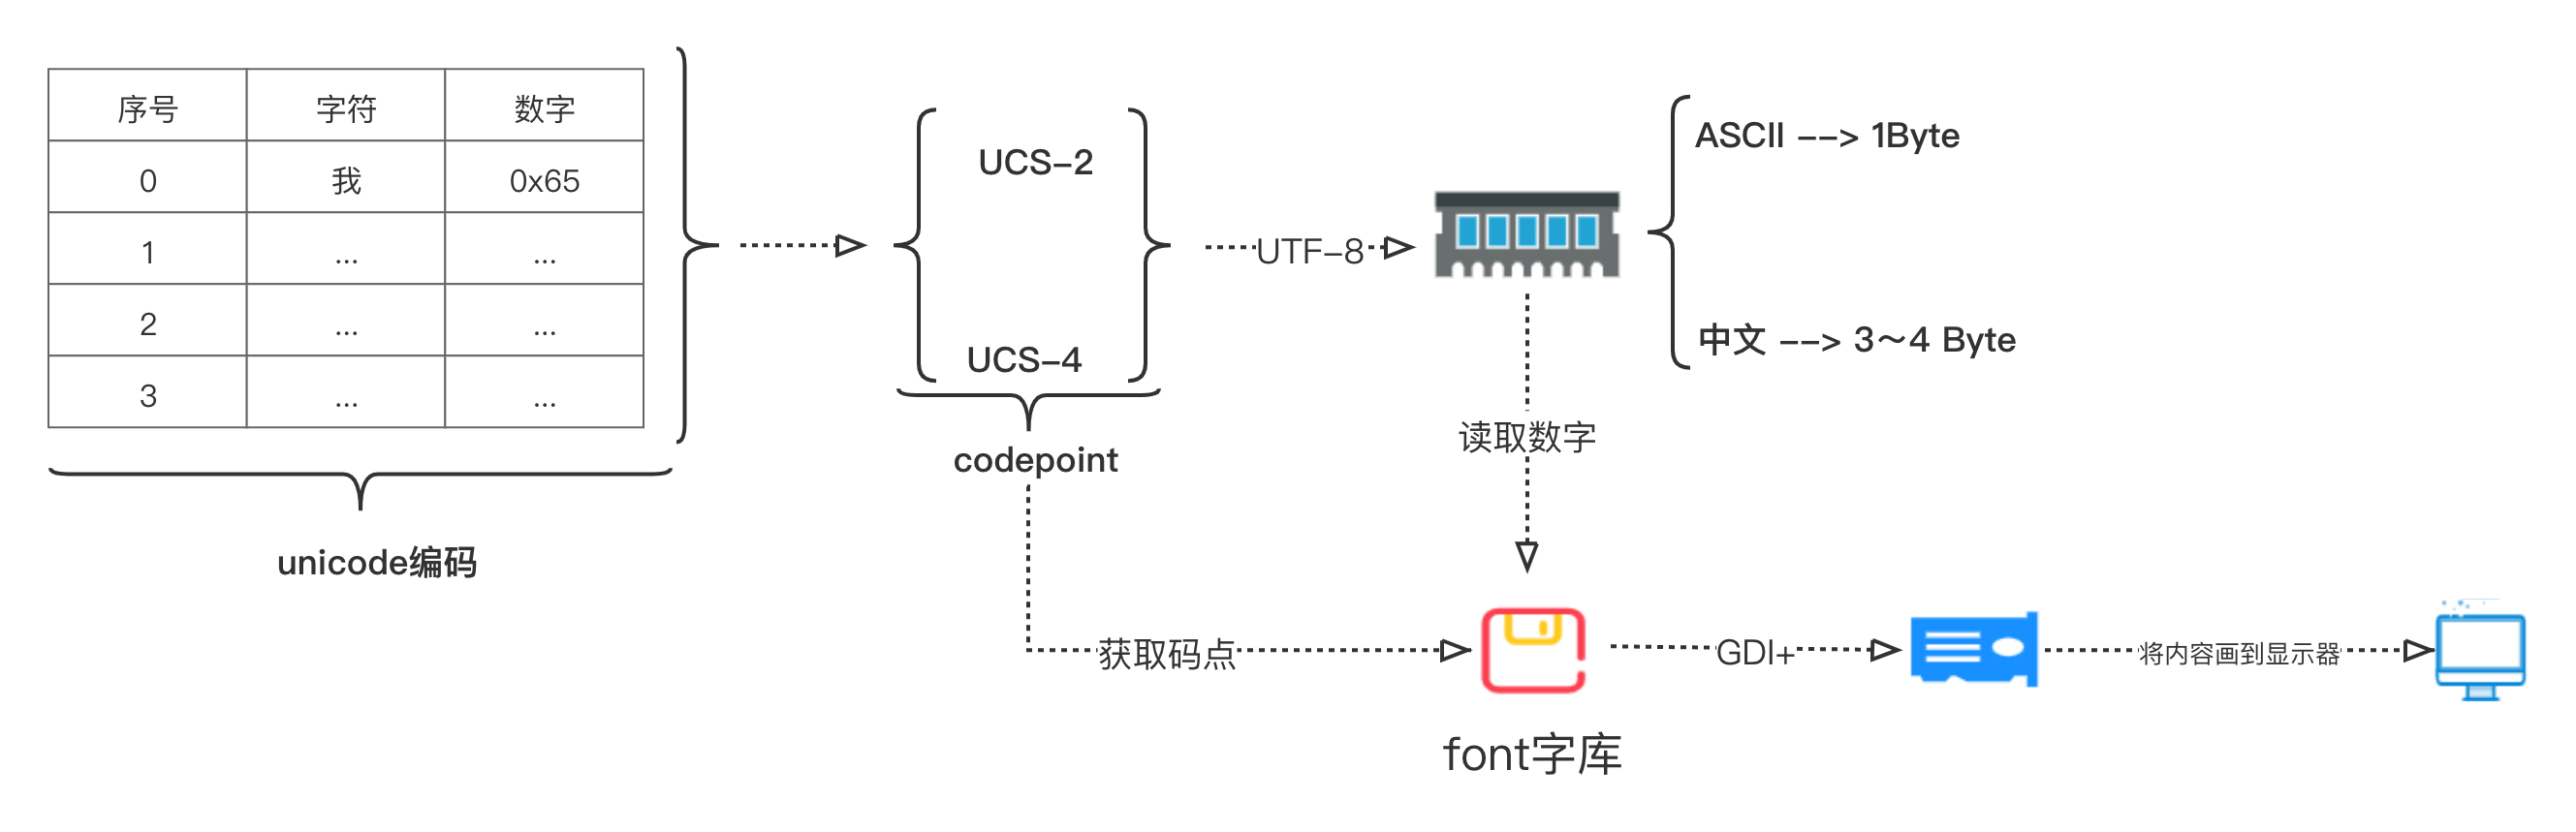 序号 字符 数字
0 我 0x65
1 ... ...
2 ... ...
3 ... ...
unicode编码
UCS-2
UCS-4
codepoint
UTF-8
ASCII --> 1Byte
中文 --> 3～4 Byte
读取数字
获取码点
font字库
GDI+
将内容画到显示器